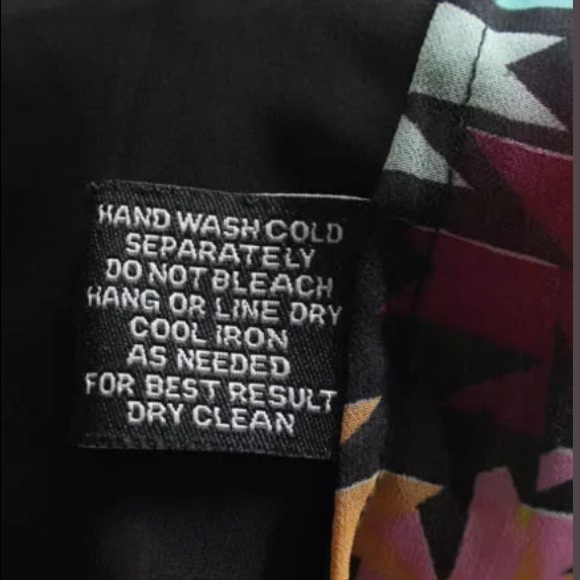 HAND WASH COLD
SEPARATELY
DO NOT BLEACH
HANG OR LINE DRY
COOL IRON
AS NEEDED
FOR BEST RESULT
DRY CLEAN